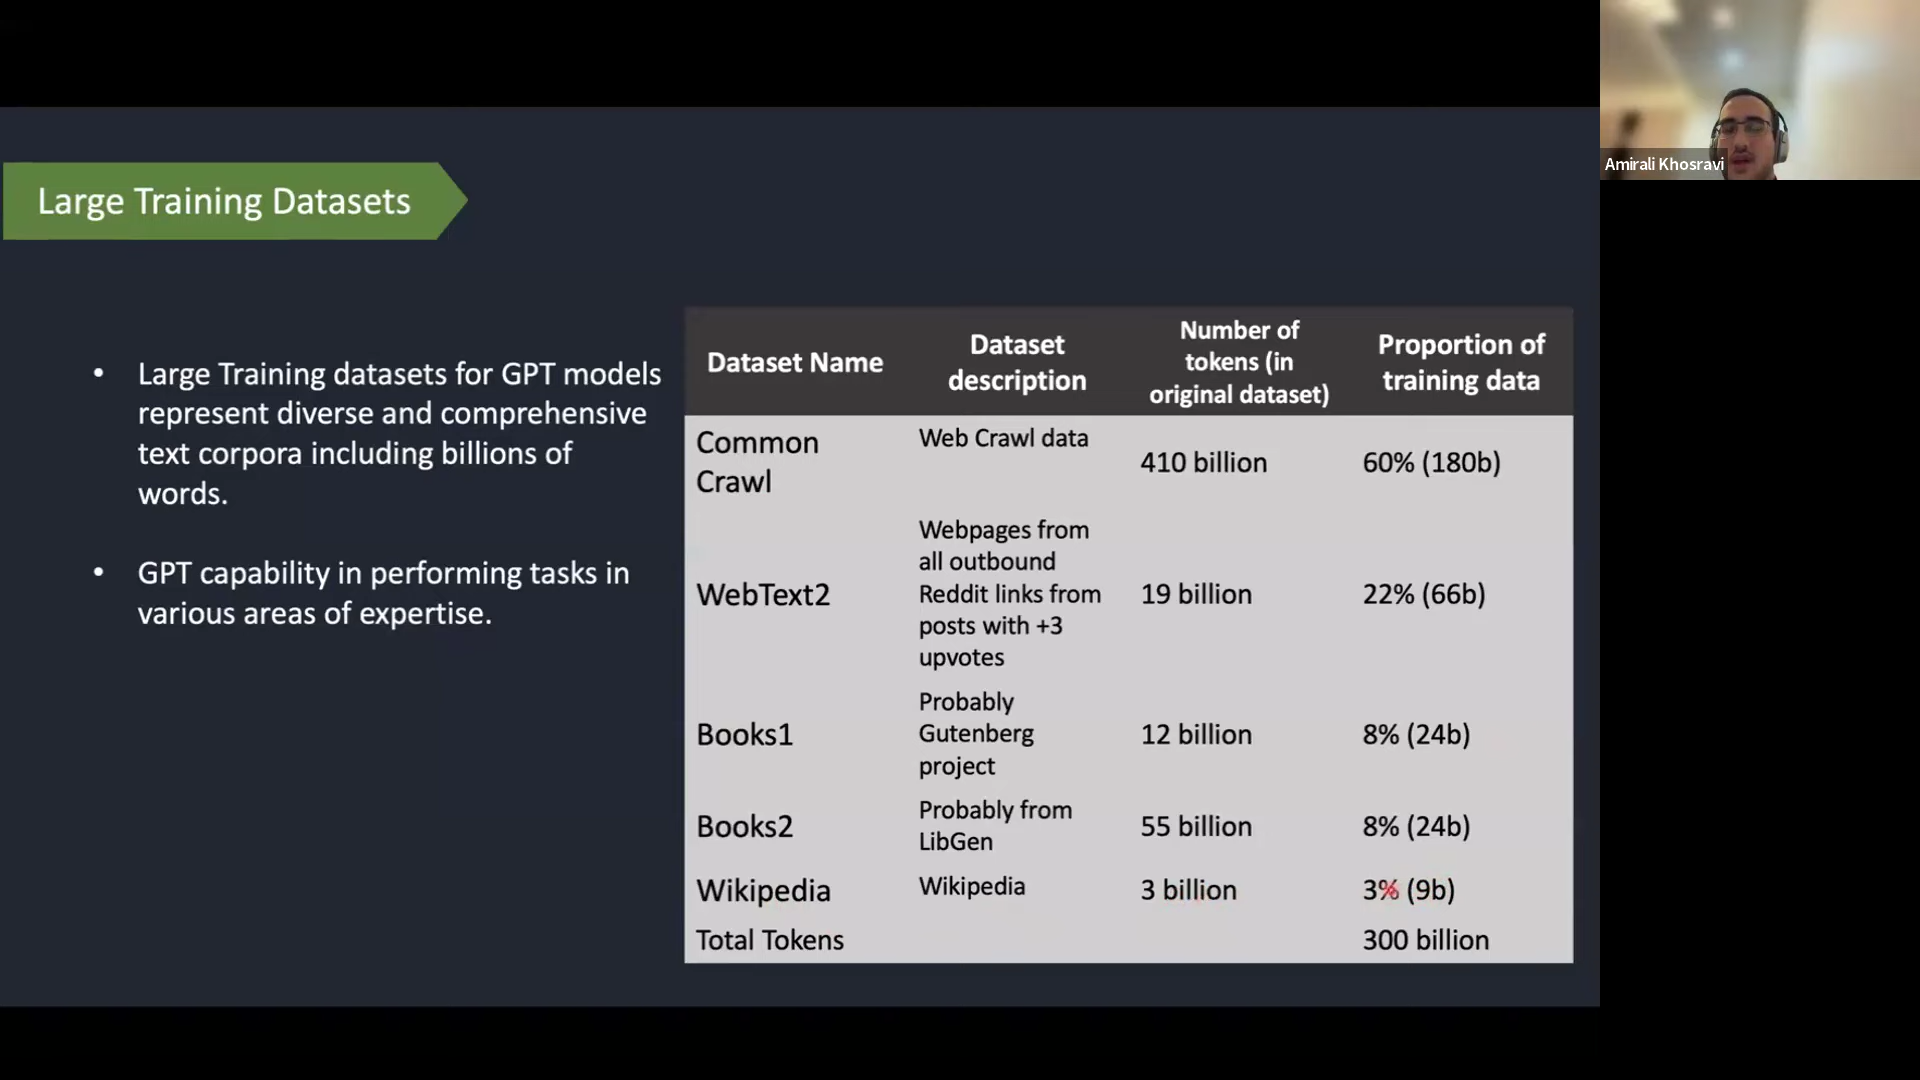 Amirali Khosravi
Large Training Datasets
• Large Training datasets for GPT models
represent diverse and comprehensive
text corpora including billions of
words.
• GPT capability in performing tasks in
various areas of expertise.
Dataset Name
Dataset
description
Number of
tokens (in
original dataset)
Proportion of
training data
Common
Crawl
Web Crawl data
410 billion
60% (180b)
WebText2
Webpages from
all outbound
Reddit links from
posts with +3
upvotes
19 billion
22% (66b)
Books1
Probably
Gutenberg
project
12 billion
8% (24b)
Books2
Probably from
LibGen
55 billion
8% (24b)
Wikipedia
Wikipedia
3 billion
3% (9b)
Total Tokens
300 billion